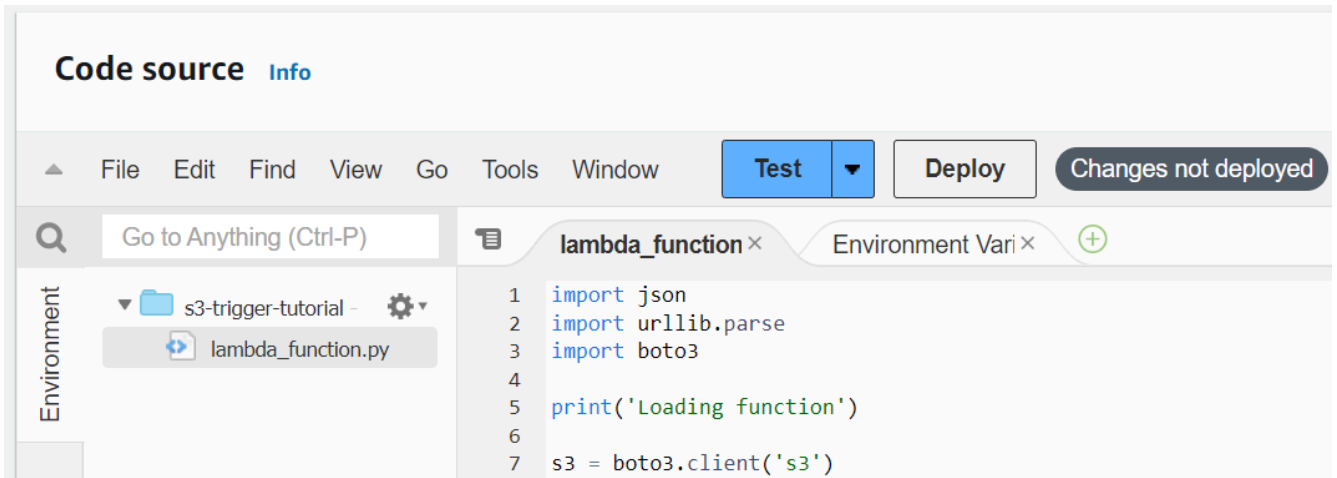 Code source Info
File Edit Find View Go Tools Window Test Deploy Changes not deployed
Go to Anything (Ctrl-P)
lambda_function
Environment Vari
Environment
s3-trigger-tutorial -
lambda_function.py
1 import json
2 import urllib.parse
3 import boto3
4
5 print('Loading function')
6
7 s3 = boto3.client('s3')